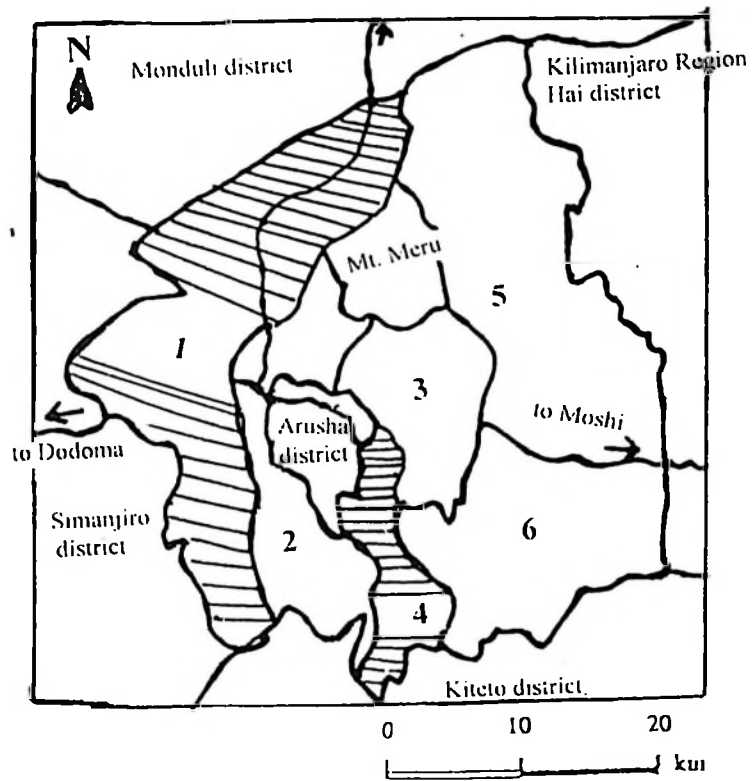 N
Monduli district
Kilimanjaro Region
Hai district
Mt. Meru
5
1
3
Arusha
district
to Moshi
to Dodoma
Simanjiro
district
2
6
4
Kiteto district
0 10 20
km